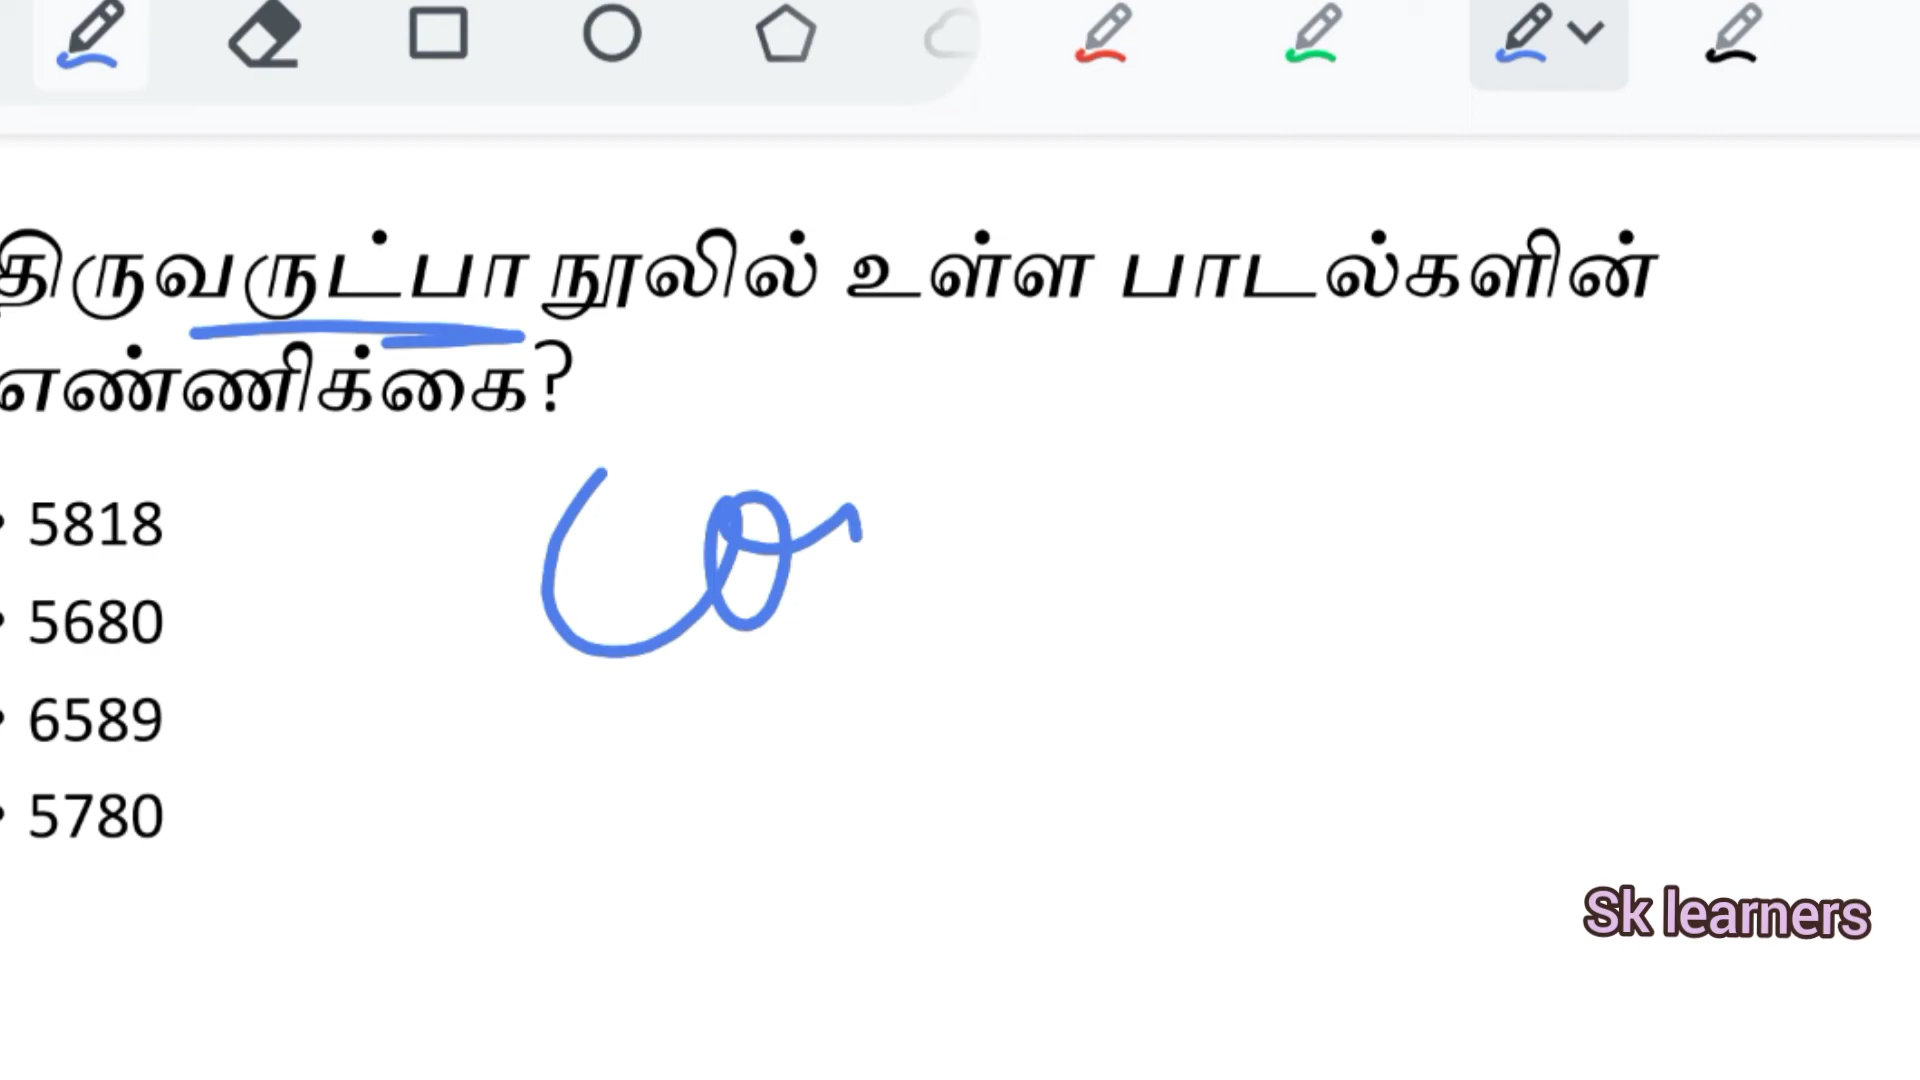 திருவருட்பா நூலில் உள்ள பாடல்களின்
எண்ணிக்கை?
• 5818
• 5680
• 6589
• 5780
Sk learners